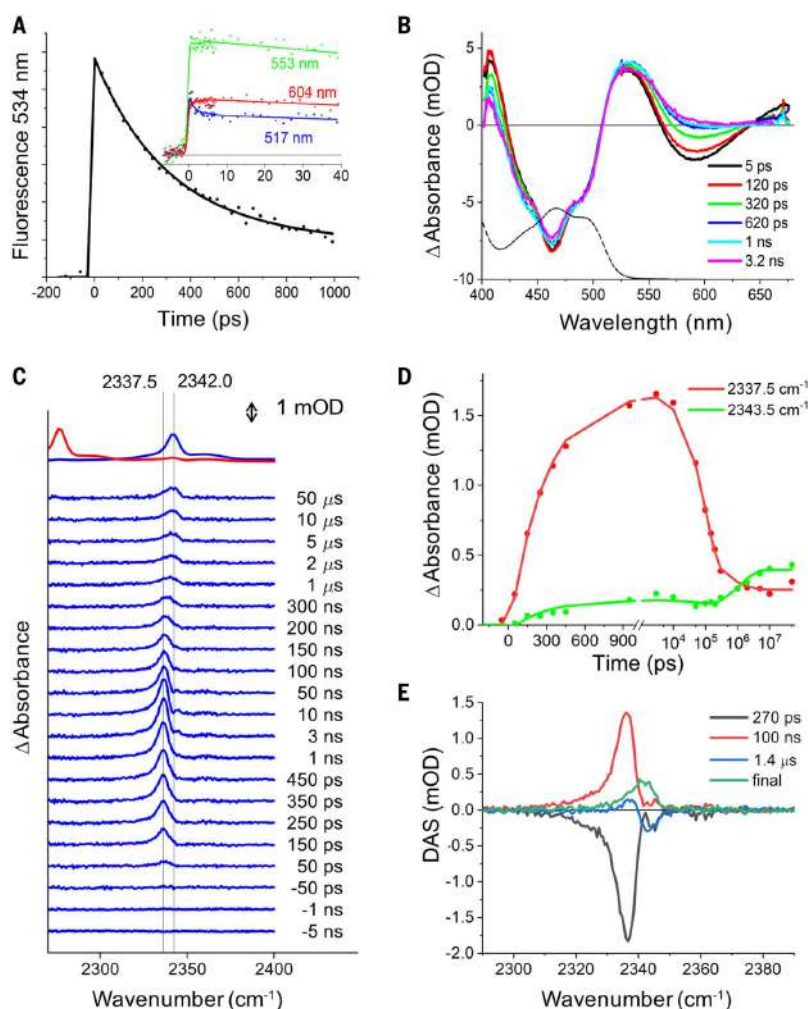 A
Fluorescence 534 nm
553 nm
604 nm
517 nm
0 10 20 30 40
-200 0 200 400 600 800 1000
Time (ps)
B
Δ Absorbance (mOD)
5
0
-5
-10
5 ps
120 ps
320 ps
620 ps
1 ns
3.2 ns
400 450 500 550 600 650
Wavelength (nm)
C
2337.5 2342.0
1 mOD
Δ Absorbance
50 μs
10 μs
5 μs
2 μs
1 μs
300 ns
200 ns
150 ns
100 ns
50 ns
10 ns
3 ns
1 ns
450 ps
350 ps
250 ps
150 ps
50 ps
-50 ps
-1 ns
-5 ns
2300 2350 2400
Wavenumber (cm⁻¹)
D
Δ Absorbance (mOD)
2337.5 cm⁻¹
2343.5 cm⁻¹
1.5
1.0
0.5
0.0
0 300 600 900 10⁴ 10⁵ 10⁶ 10⁷
Time (ps)
E
DAS (mOD)
1.5
1.0
0.5
0.0
-0.5
-1.0
-1.5
-2.0
270 ps
100 ns
1.4 μs
final
2300 2320 2340 2360 2380
Wavenumber (cm⁻¹)